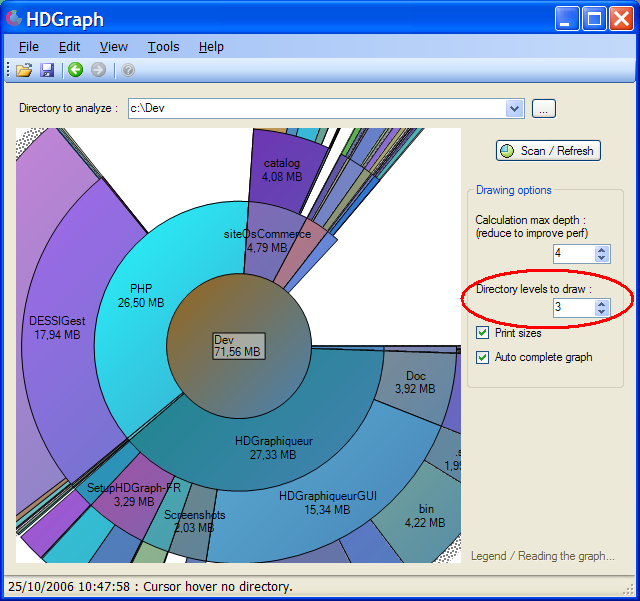 HDGraph
File Edit View Tools Help
Directory to analyze :
c:\Dev
...
Scan / Refresh
Drawing options
Calculation max depth :
(reduce to improve perf)
4
Directory levels to draw :
3
Print sizes
Auto complete graph
catalog
4,08 MB
siteOsCommerce
4,79 MB
PHP
26,50 MB
DESSIGest
17,94 MB
Dev
71,56 MB
Doc
3,92 MB
HDGraphiqueur
27,33 MB
SetupHDGraph-FR
3,29 MB
Screenshots
2,03 MB
HDGraphiqueurGUI
15,34 MB
bin
4,22 MB
Legend / Reading the graph...
25/10/2006 10:47:58 : Cursor hover no directory.